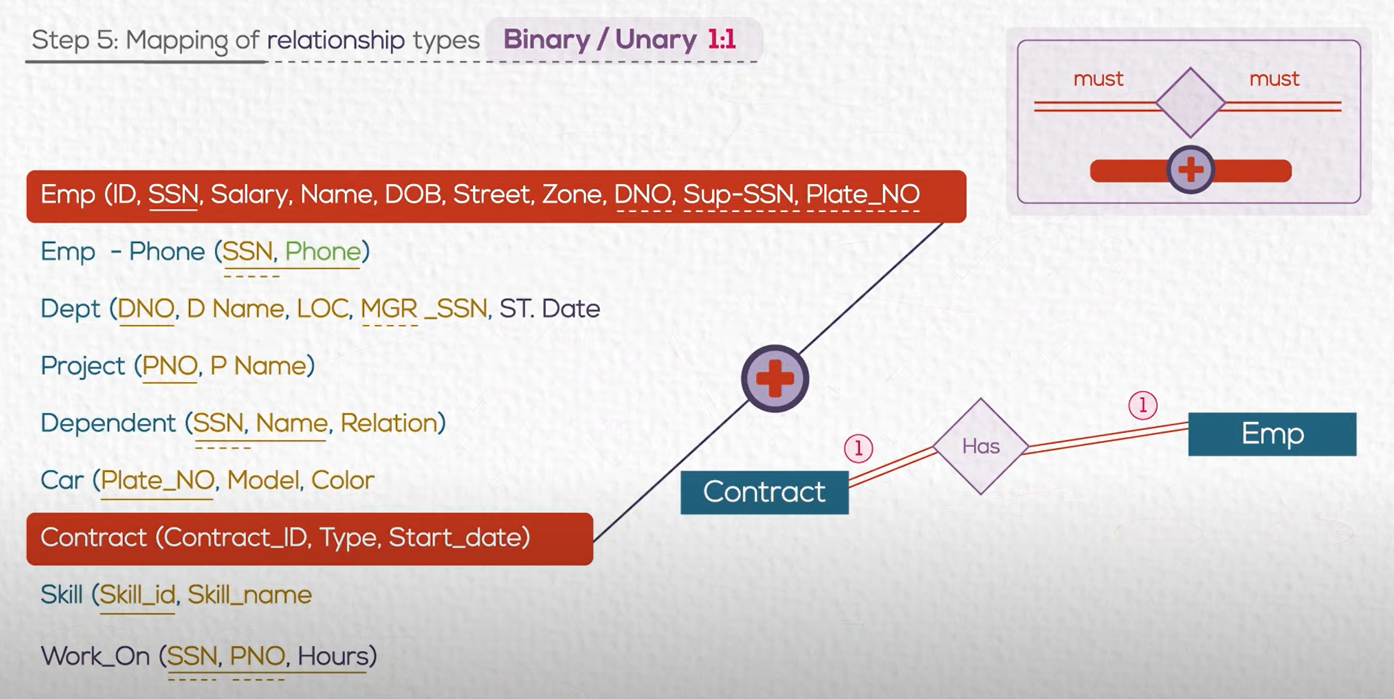 Step 5: Mapping of relationship types Binary / Unary 1:1
must must
Emp (ID, SSN, Salary, Name, DOB, Street, Zone, DNO, Sup-SSN, Plate_NO
Emp - Phone (SSN, Phone)
Dept (DNO, D Name, LOC, MGR _SSN, ST. Date
Project (PNO, P Name)
Dependent (SSN, Name, Relation)
Car (Plate_NO, Model, Color
Contract (Contract_ID, Type, Start_date)
Skill (Skill_id, Skill_name
Work_On (SSN, PNO, Hours)
1 1
Contract Has Emp